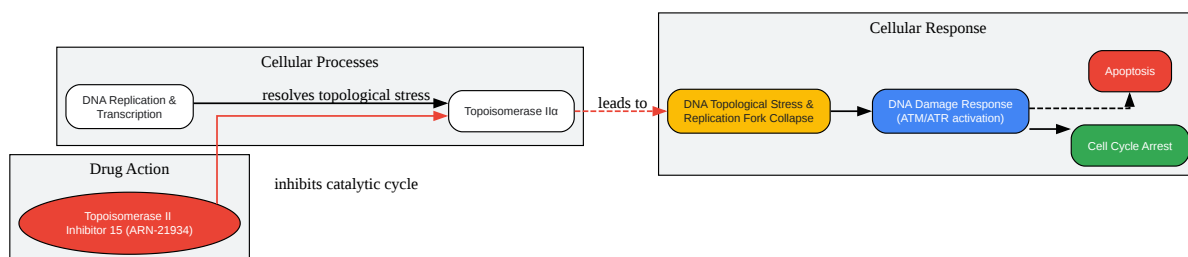 Cellular Processes
DNA Replication &
Transcription
resolves topological stress
Topoisomerase IIα
leads to
Cellular Response
DNA Topological Stress &
Replication Fork Collapse
DNA Damage Response
(ATM/ATR activation)
Apoptosis
Cell Cycle Arrest
Drug Action
Topoisomerase II
Inhibitor 15 (ARN-21934)
inhibits catalytic cycle